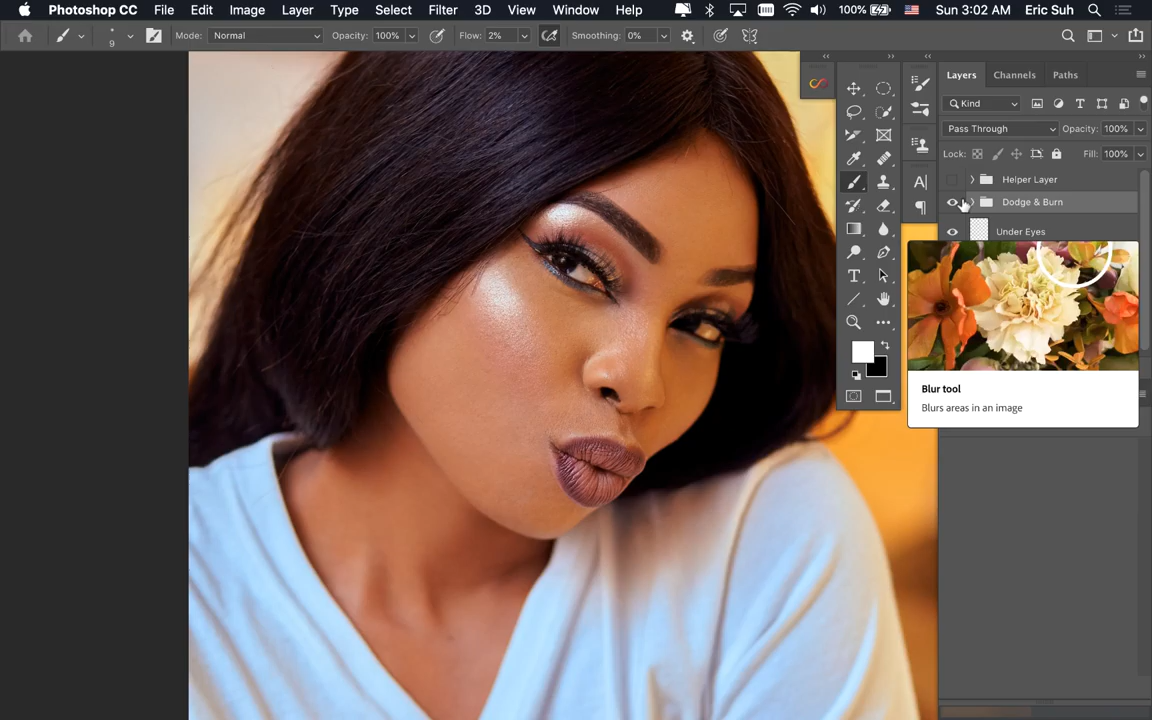 Photoshop CC File Edit Image Layer Type Select Filter 3D View Window Help 100% Sun 3:02 AM Eric Suh
9 Mode: Normal Opacity: 100% Flow: 2% Smoothing: 0%
Layers Channels Paths
Kind
Pass Through Opacity: 100%
Lock: Fill: 100%
Helper Layer
Dodge & Burn
Under Eyes
Blur tool
Blurs areas in an image